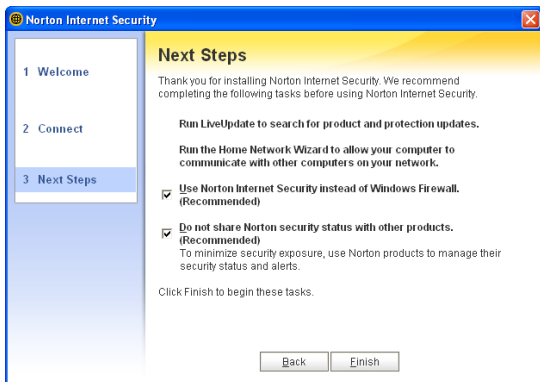 Norton Internet Security
1 Welcome
2 Connect
3 Next Steps
Next Steps
Thank you for installing Norton Internet Security. We recommend
completing the following tasks before using Norton Internet Security.
Run LiveUpdate to search for product and protection updates.
Run the Home Network Wizard to allow your computer to
communicate with other computers on your network.
Use Norton Internet Security instead of Windows Firewall.
(Recommended)
Do not share Norton security status with other products.
(Recommended)
To minimize security exposure, use Norton products to manage their
security status and alerts.
Click Finish to begin these tasks.
Back Finish